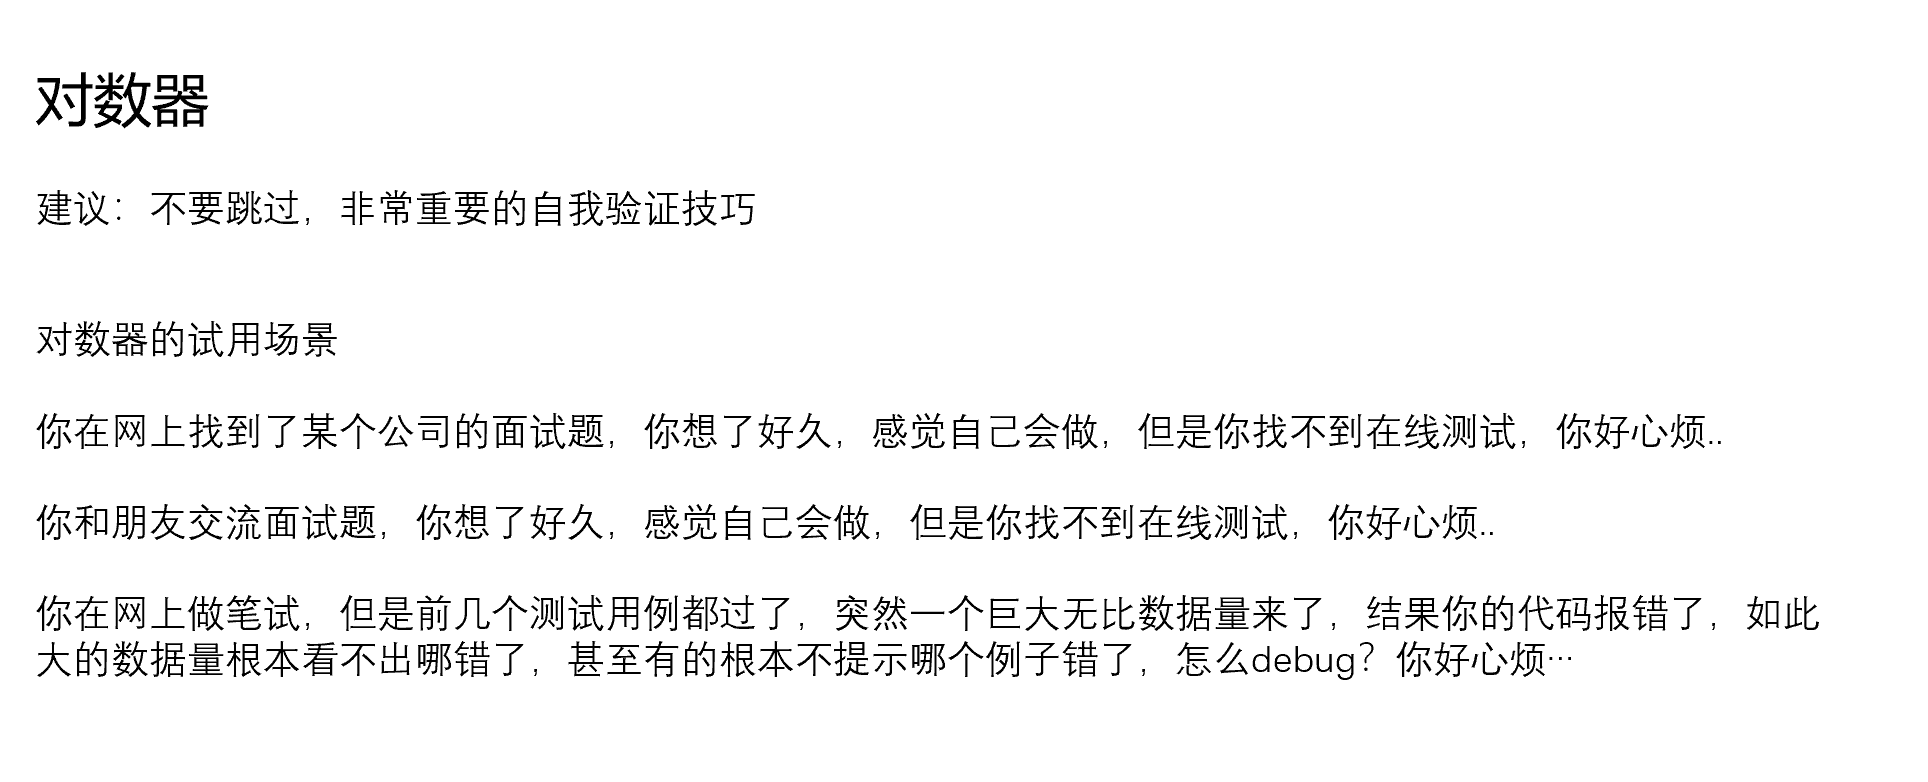 对数器
建议：不要跳过，非常重要的自我验证技巧
对数器的试用场景
你在网上找到了某个公司的面试题，你想了好久，感觉自己会做，但是你找不到在线测试，你好心烦..
你和朋友交流面试题，你想了好久，感觉自己会做，但是你找不到在线测试，你好心烦..
你在网上做笔试，但是前几个测试用例都过了，突然一个巨大无比数据量来了，结果你的代码报错了，如此
大的数据量根本看不出哪错了，甚至有的根本不提示哪个例子错了，怎么debug？你好心烦…